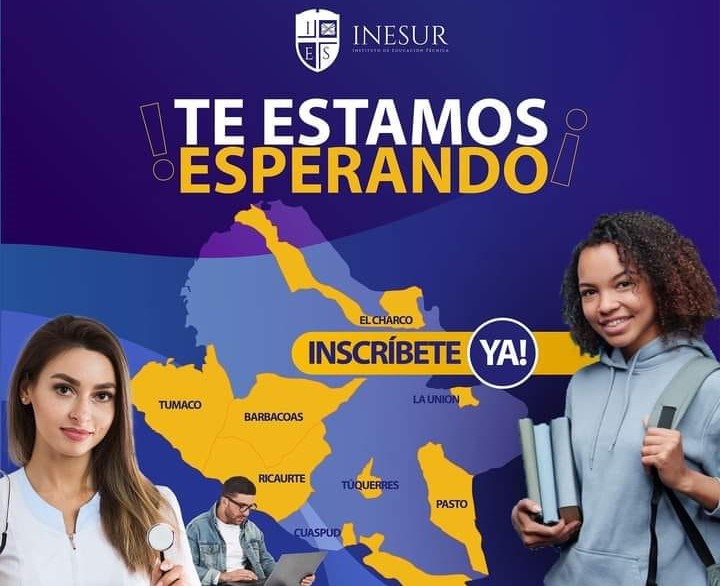 I
E S
INESUR
INSTITUTO DE EDUCACIÓN TÉCNICA
¡TE ESTAMOS
ESPERANDO!
EL CHARCO
INSCRÍBETE YA!
LA UNION
TUMACO
BARBACOAS
RICAURTE
TÚQUERRES
PASTO
CUASPUD